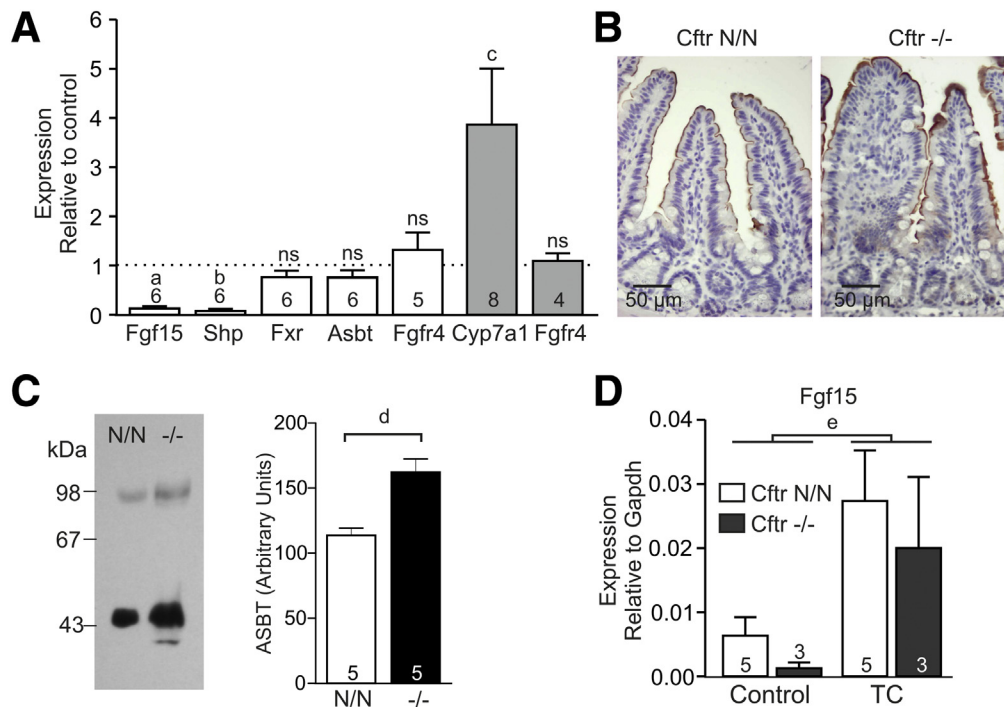 A
Expression
Relative to control
6
5
4
3
2
1
0
a
6
b
6
ns
6
ns
6
ns
5
c
8
ns
4
Fgf15 Shp Fxr Asbt Fgfr4 Cyp7a1 Fgfr4
B
Cftr N/N Cftr -/-
50 µm 50 µm
C
kDa
N/N -/-
98
67
43
ASBT (Arbitrary Units)
200
150
100
50
0
d
5 5
N/N -/-
D
Fgf15
Expression
Relative to Gapdh
0.04
0.03
0.02
0.01
0.00
e
Cftr N/N
Cftr -/-
5 3 5 3
Control TC